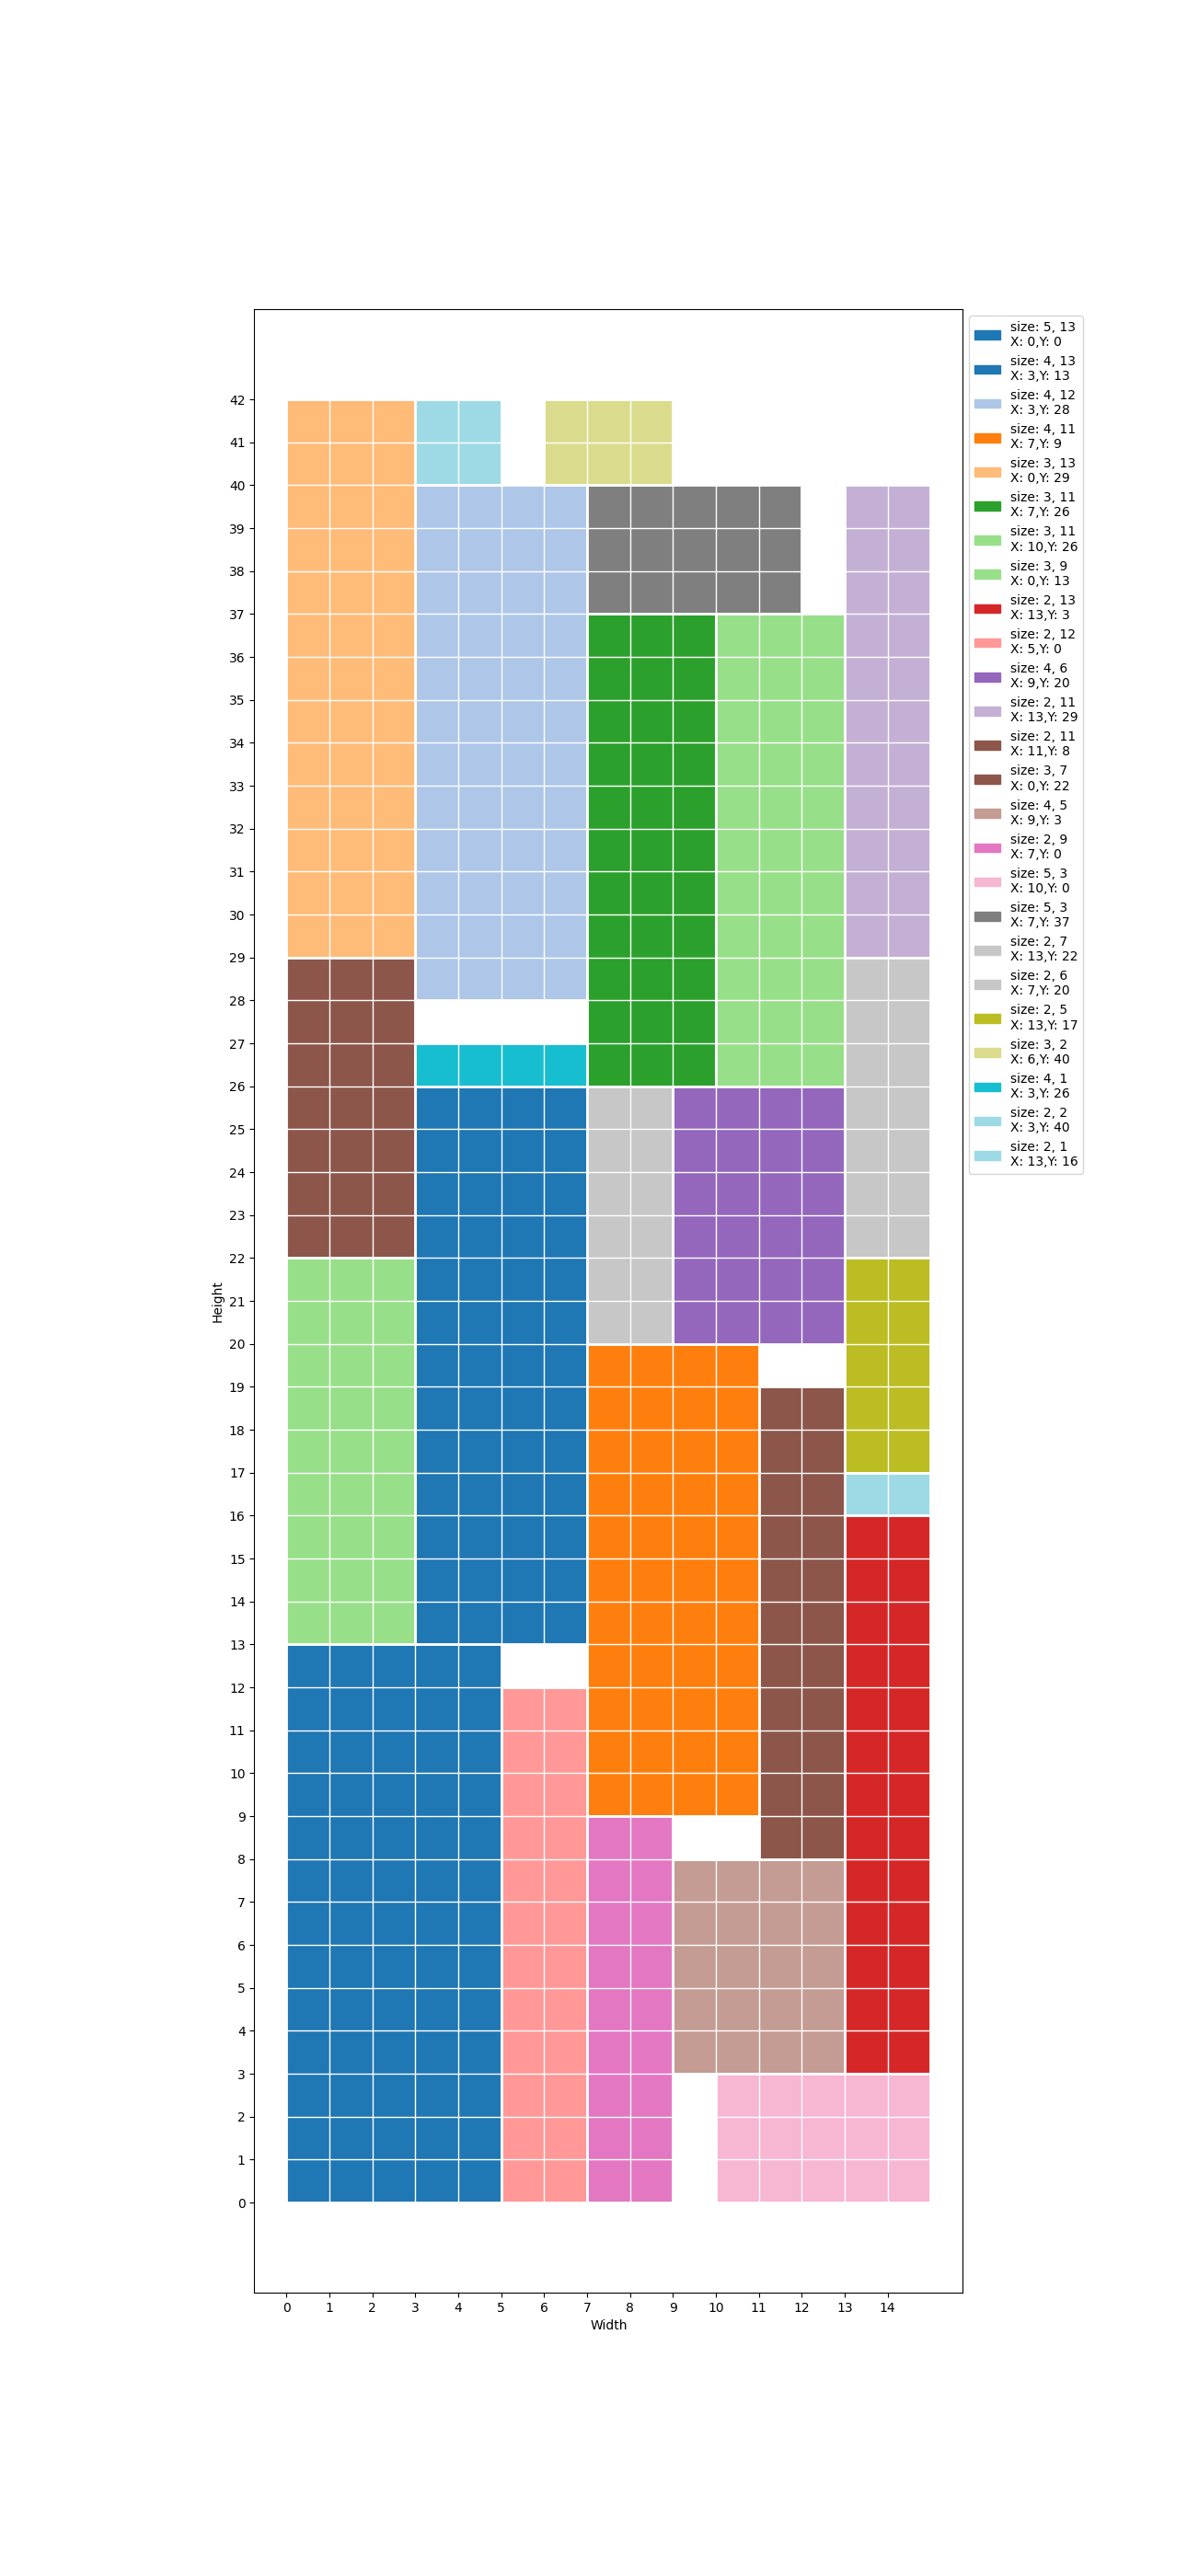 42
41
40
39
38
37
36
35
34
33
32
31
30
29
28
27
26
25
24
23
22
21
20
19
18
17
16
15
14
13
12
11
10
9
8
7
6
5
4
3
2
1
0
Height
0 1 2 3 4 5 6 7 8 9 10 11 12 13 14
Width
size: 5, 13
X: 0,Y: 0
size: 4, 13
X: 3,Y: 13
size: 4, 12
X: 3,Y: 28
size: 4, 11
X: 7,Y: 9
size: 3, 13
X: 0,Y: 29
size: 3, 11
X: 7,Y: 26
size: 3, 11
X: 10,Y: 26
size: 3, 9
X: 0,Y: 13
size: 2, 13
X: 13,Y: 3
size: 2, 12
X: 5,Y: 0
size: 4, 6
X: 9,Y: 20
size: 2, 11
X: 13,Y: 29
size: 2, 11
X: 11,Y: 8
size: 3, 7
X: 0,Y: 22
size: 4, 5
X: 9,Y: 3
size: 2, 9
X: 7,Y: 0
size: 5, 3
X: 10,Y: 0
size: 5, 3
X: 7,Y: 37
size: 2, 7
X: 13,Y: 22
size: 2, 6
X: 7,Y: 20
size: 2, 5
X: 13,Y: 17
size: 3, 2
X: 6,Y: 40
size: 4, 1
X: 3,Y: 26
size: 2, 2
X: 3,Y: 40
size: 2, 1
X: 13,Y: 16